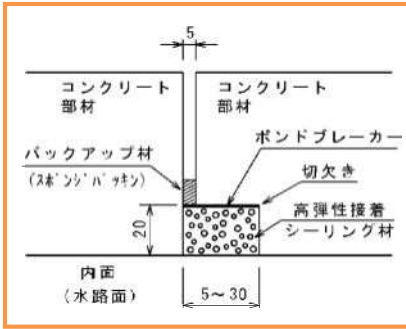 5
コンクリート
部材
コンクリート
部材
ボンドブレーカー
バックアップ材
(スポンジパッキン)
切欠き
高弾性接着
シーリング材
20
内面
(水路面)
5~30